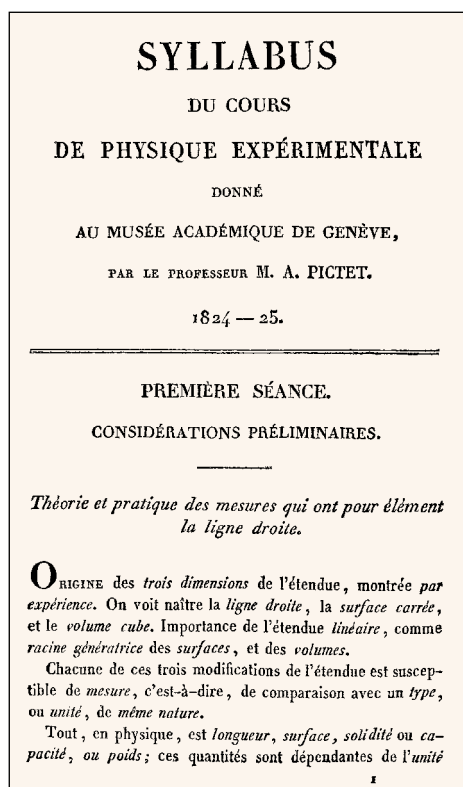 SYLLABUS
DU COURS
DE PHYSIQUE EXPÉRIMENTALE
DONNÉ
AU MUSÉE ACADÉMIQUE DE GENÈVE,
PAR LE PROFESSEUR M. A. PICTET.
1824 — 25.
PREMIÈRE SÉANCE.
CONSIDÉRATIONS PRÉLIMINAIRES.
Théorie et pratique des mesures qui ont pour élément
la ligne droite.
ORIGINE des trois dimensions de l'étendue, montrée par
expérience. On voit naître la ligne droite, la surface carrée,
et le volume cube. Importance de l'étendue linéaire, comme
racine génératrice des surfaces, et des volumes.
Chacune de ces trois modifications de l'étendue est suscep-
tible de mesure, c'est-à-dire, de comparaison avec un type,
ou unité, de même nature.
Tout, en physique, est longueur, surface, solidité ou ca-
pacité, ou poids; ces quantités sont dépendantes de l'unité
1